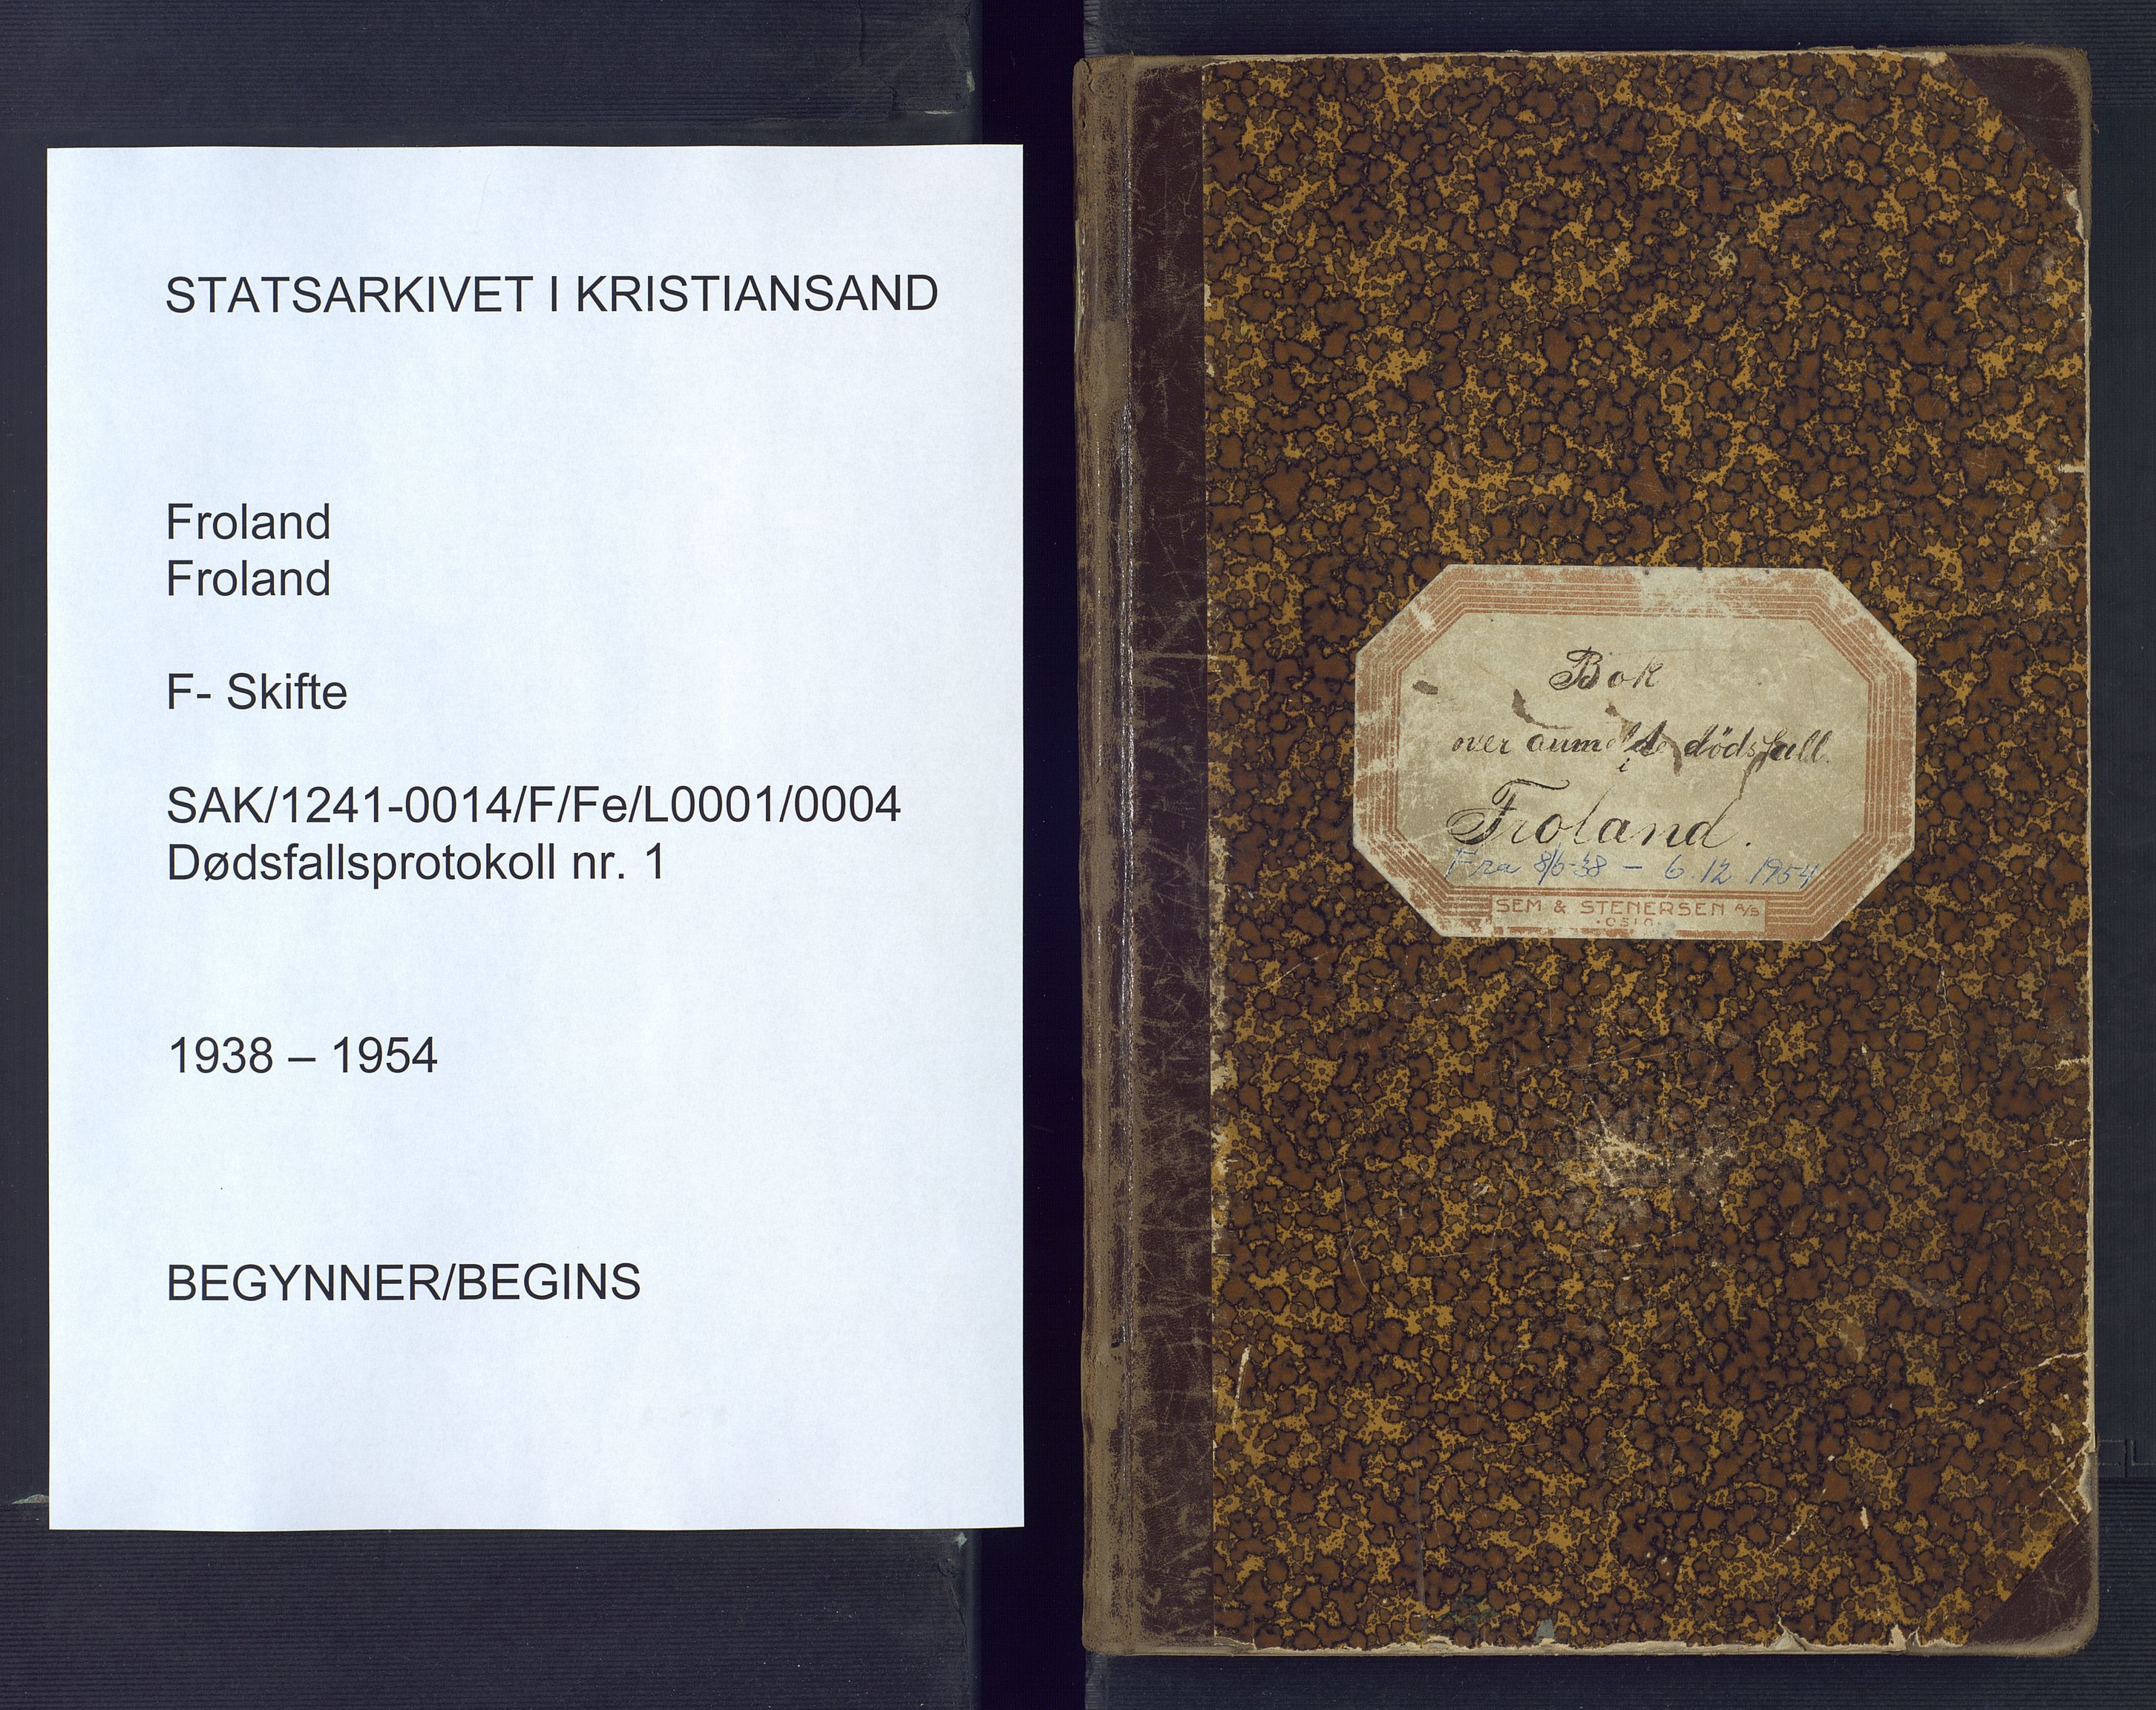 STATSARKIVET I KRISTIANSAND
Froland
Froland
F- Skifte
SAK/1241-0014/F/Fe/L0001/0004
Dødsfallsprotokoll nr. 1
1938 – 1954
BEGYNNER/BEGINS
Bok
over anmeldte dødsfall
i
Froland.
Fra 8/6-38 – 6.12 1954
SEM & STENERSEN A/S
·OSLO·